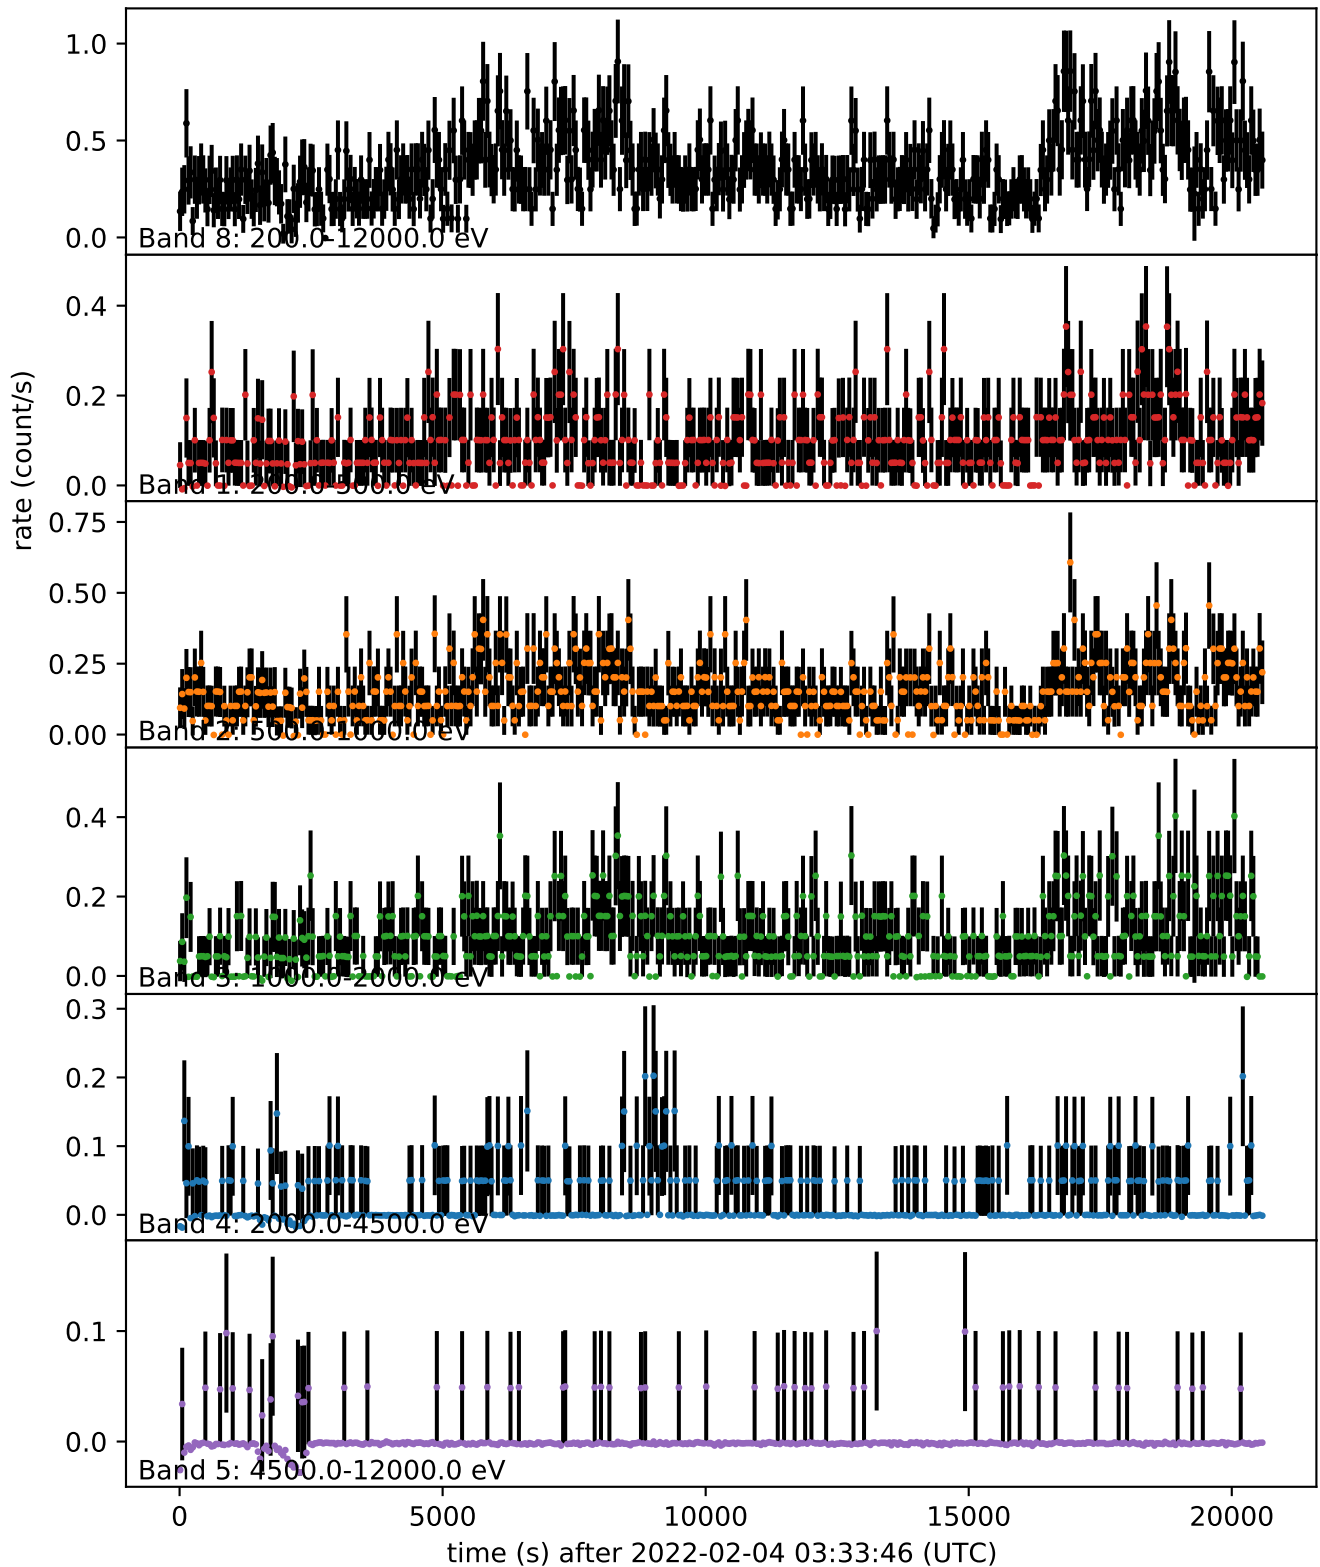 1.0
0.5
0.0
Band 8: 200.0-12000.0 eV
0.4
0.2
0.0
Band 1: 200.0-500.0 eV
rate (count/s)
0.75
0.50
0.25
0.00
Band 2: 500.0-1000.0 eV
0.4
0.2
0.0
Band 3: 1000.0-2000.0 eV
0.3
0.2
0.1
0.0
Band 4: 2000.0-4500.0 eV
0.1
0.0
Band 5: 4500.0-12000.0 eV
0 5000 10000 15000 20000
time (s) after 2022-02-04 03:33:46 (UTC)